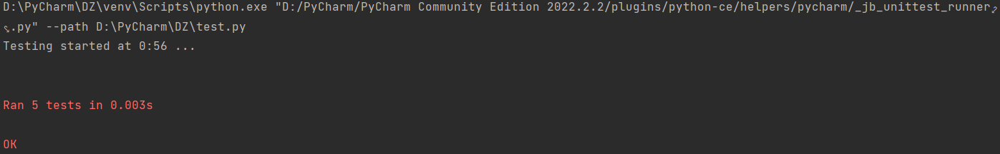 D:\PyCharm\DZ\venv\Scripts\python.exe "D:/PyCharm/PyCharm Community Edition 2022.2.2/plugins/python-ce/helpers/pycharm/_jb_unittest_runner
.py" --path D:\PyCharm\DZ\test.py
Testing started at 0:56 ...
Ran 5 tests in 0.003s
OK